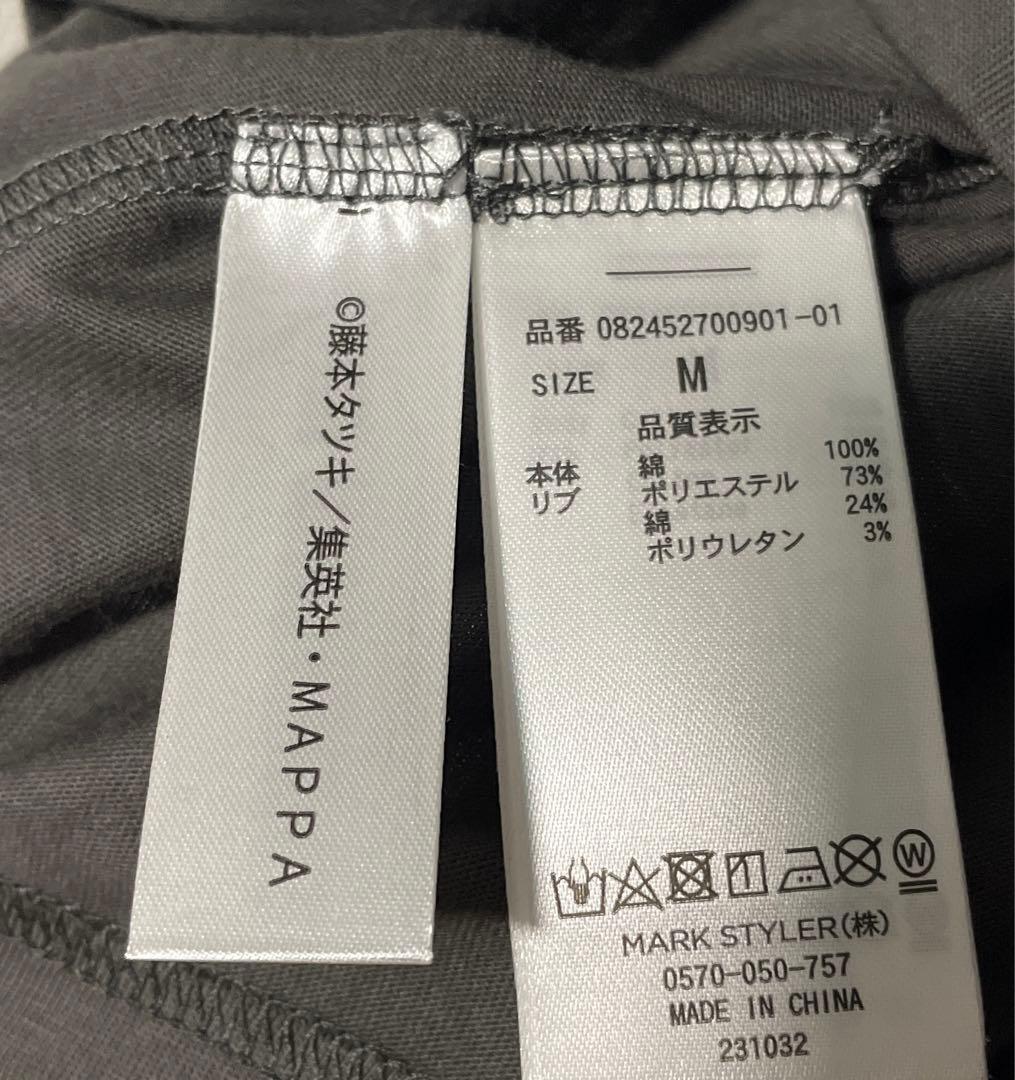 ©藤本タツキ/集英社・MAPPA
品番 082452700901-01
SIZE M
品質表示
本体 綿 100%
リブ ポリエステル 73%
綿 24%
ポリウレタン 3%
W
MARK STYLER(株)
0570-050-757
MADE IN CHINA
231032